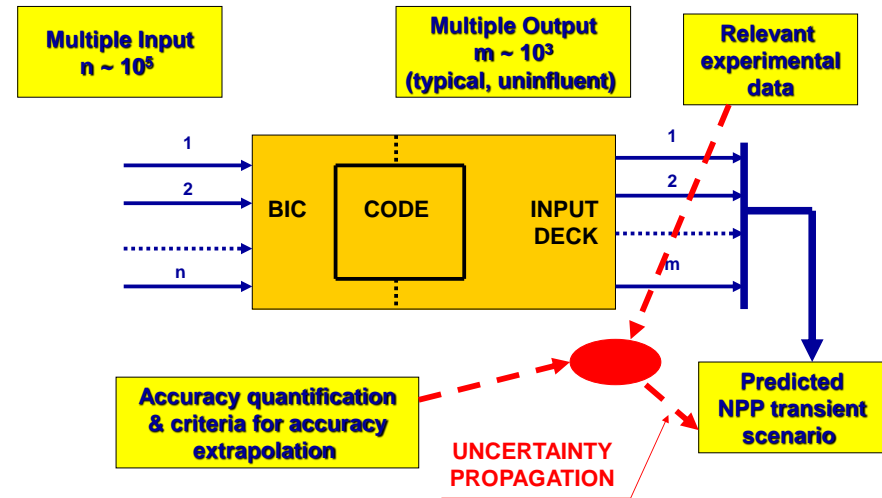 Multiple Input
n ~ 10⁵
Multiple Output
m ~ 10³
(typical, uninfluent)
Relevant
experimental
data
1
2
n
BIC
CODE
INPUT
DECK
1
2
m
Accuracy quantification
& criteria for accuracy
extrapolation
UNCERTAINTY
PROPAGATION
Predicted
NPP transient
scenario